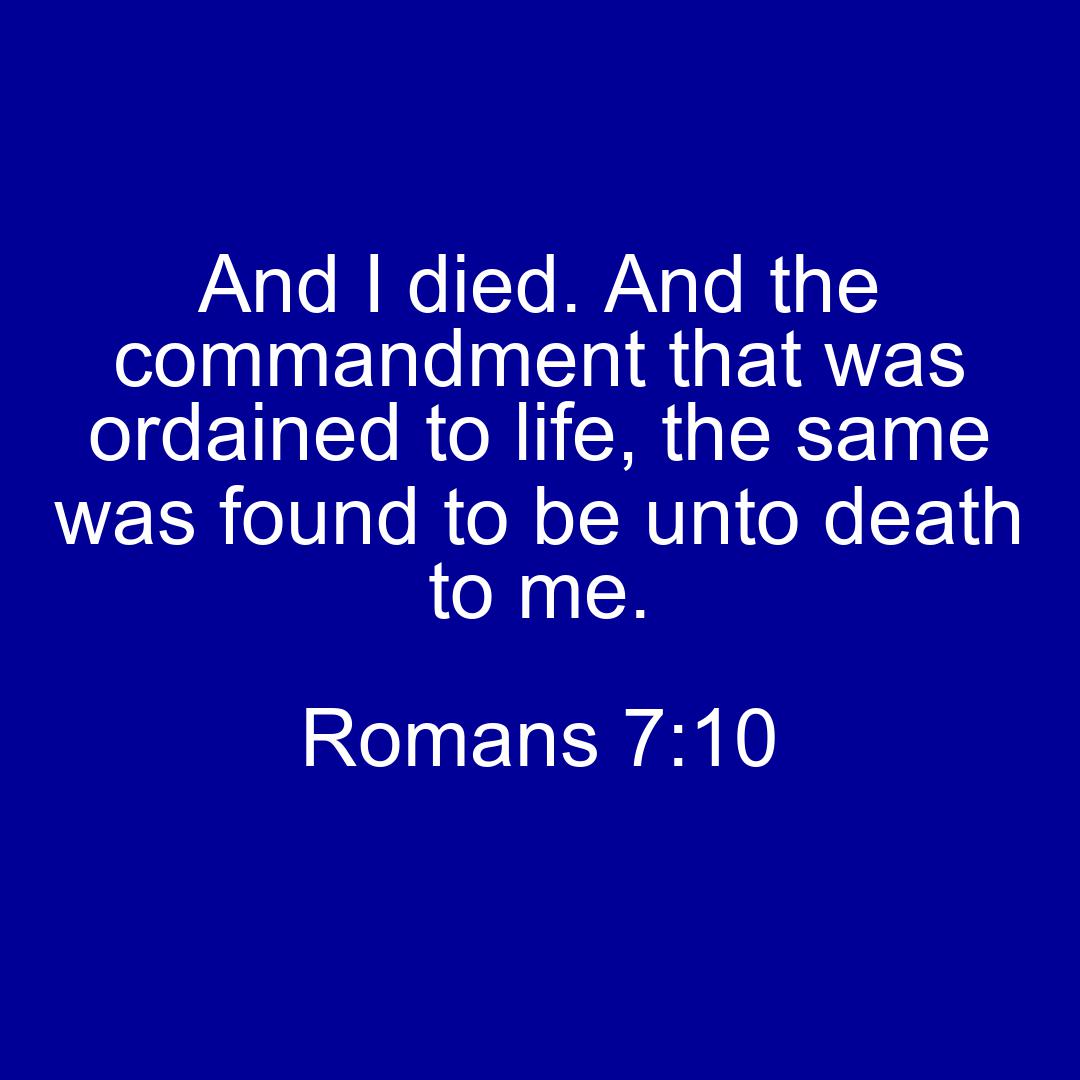 And I died. And the
commandment that was
ordained to life, the same
was found to be unto death
to me.
Romans 7:10